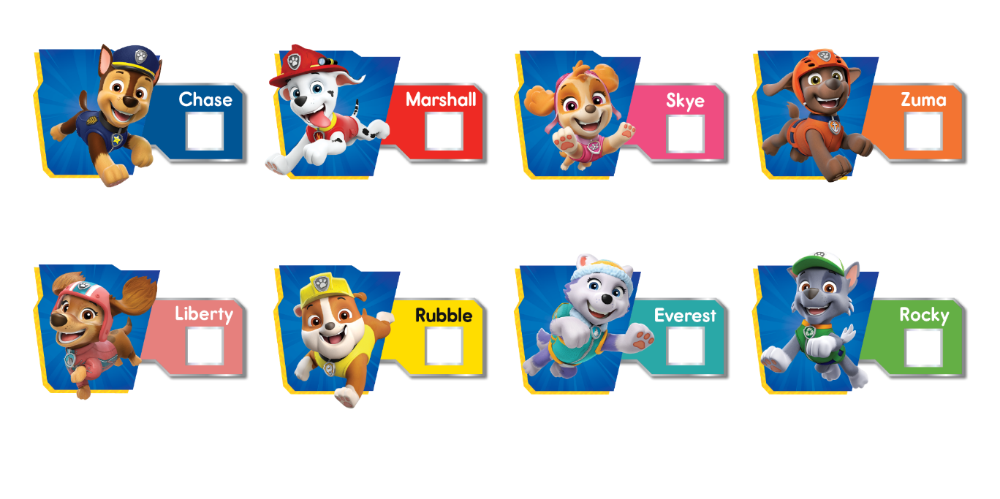 Chase
Marshall
Skye
Zuma
Liberty
Rubble
Everest
Rocky